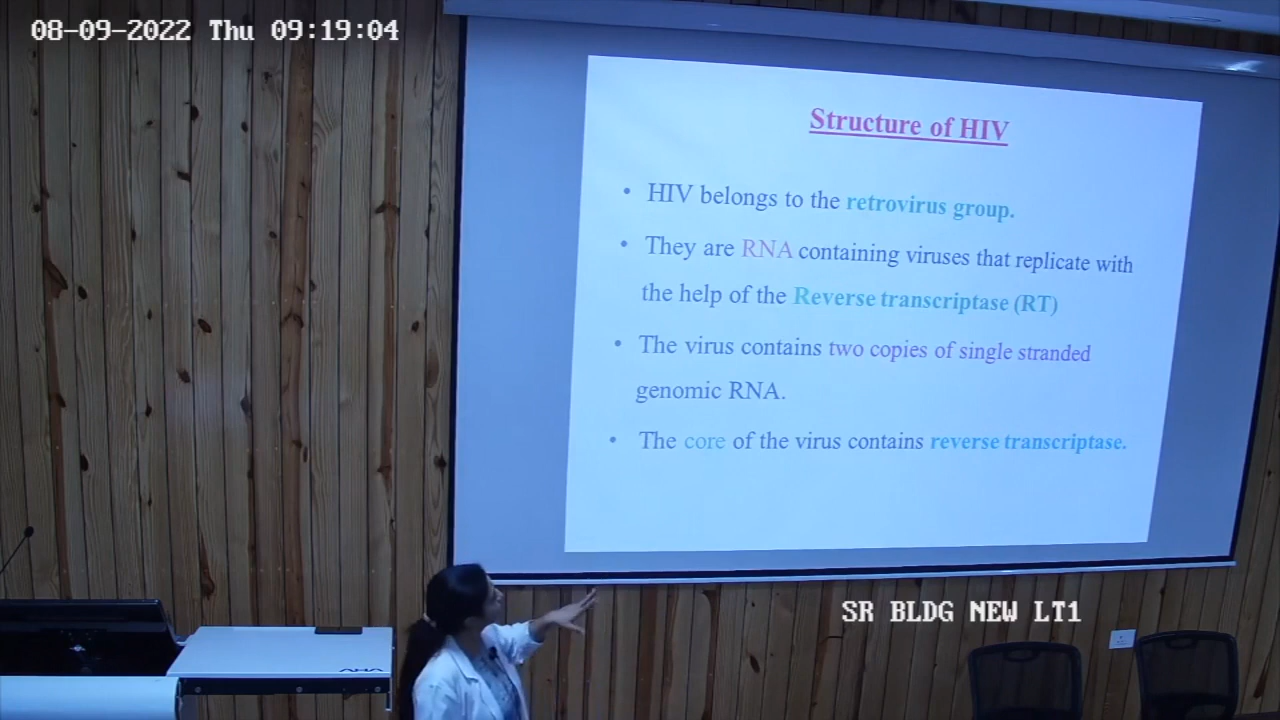 08-09-2022 Thu 09:19:04
Structure of HIV
• HIV belongs to the retrovirus group.
• They are RNA containing viruses that replicate with
the help of the Reverse transcriptase (RT)
• The virus contains two copies of single stranded
genomic RNA.
• The core of the virus contains reverse transcriptase.
SR BLDG NEW LT1
AHA